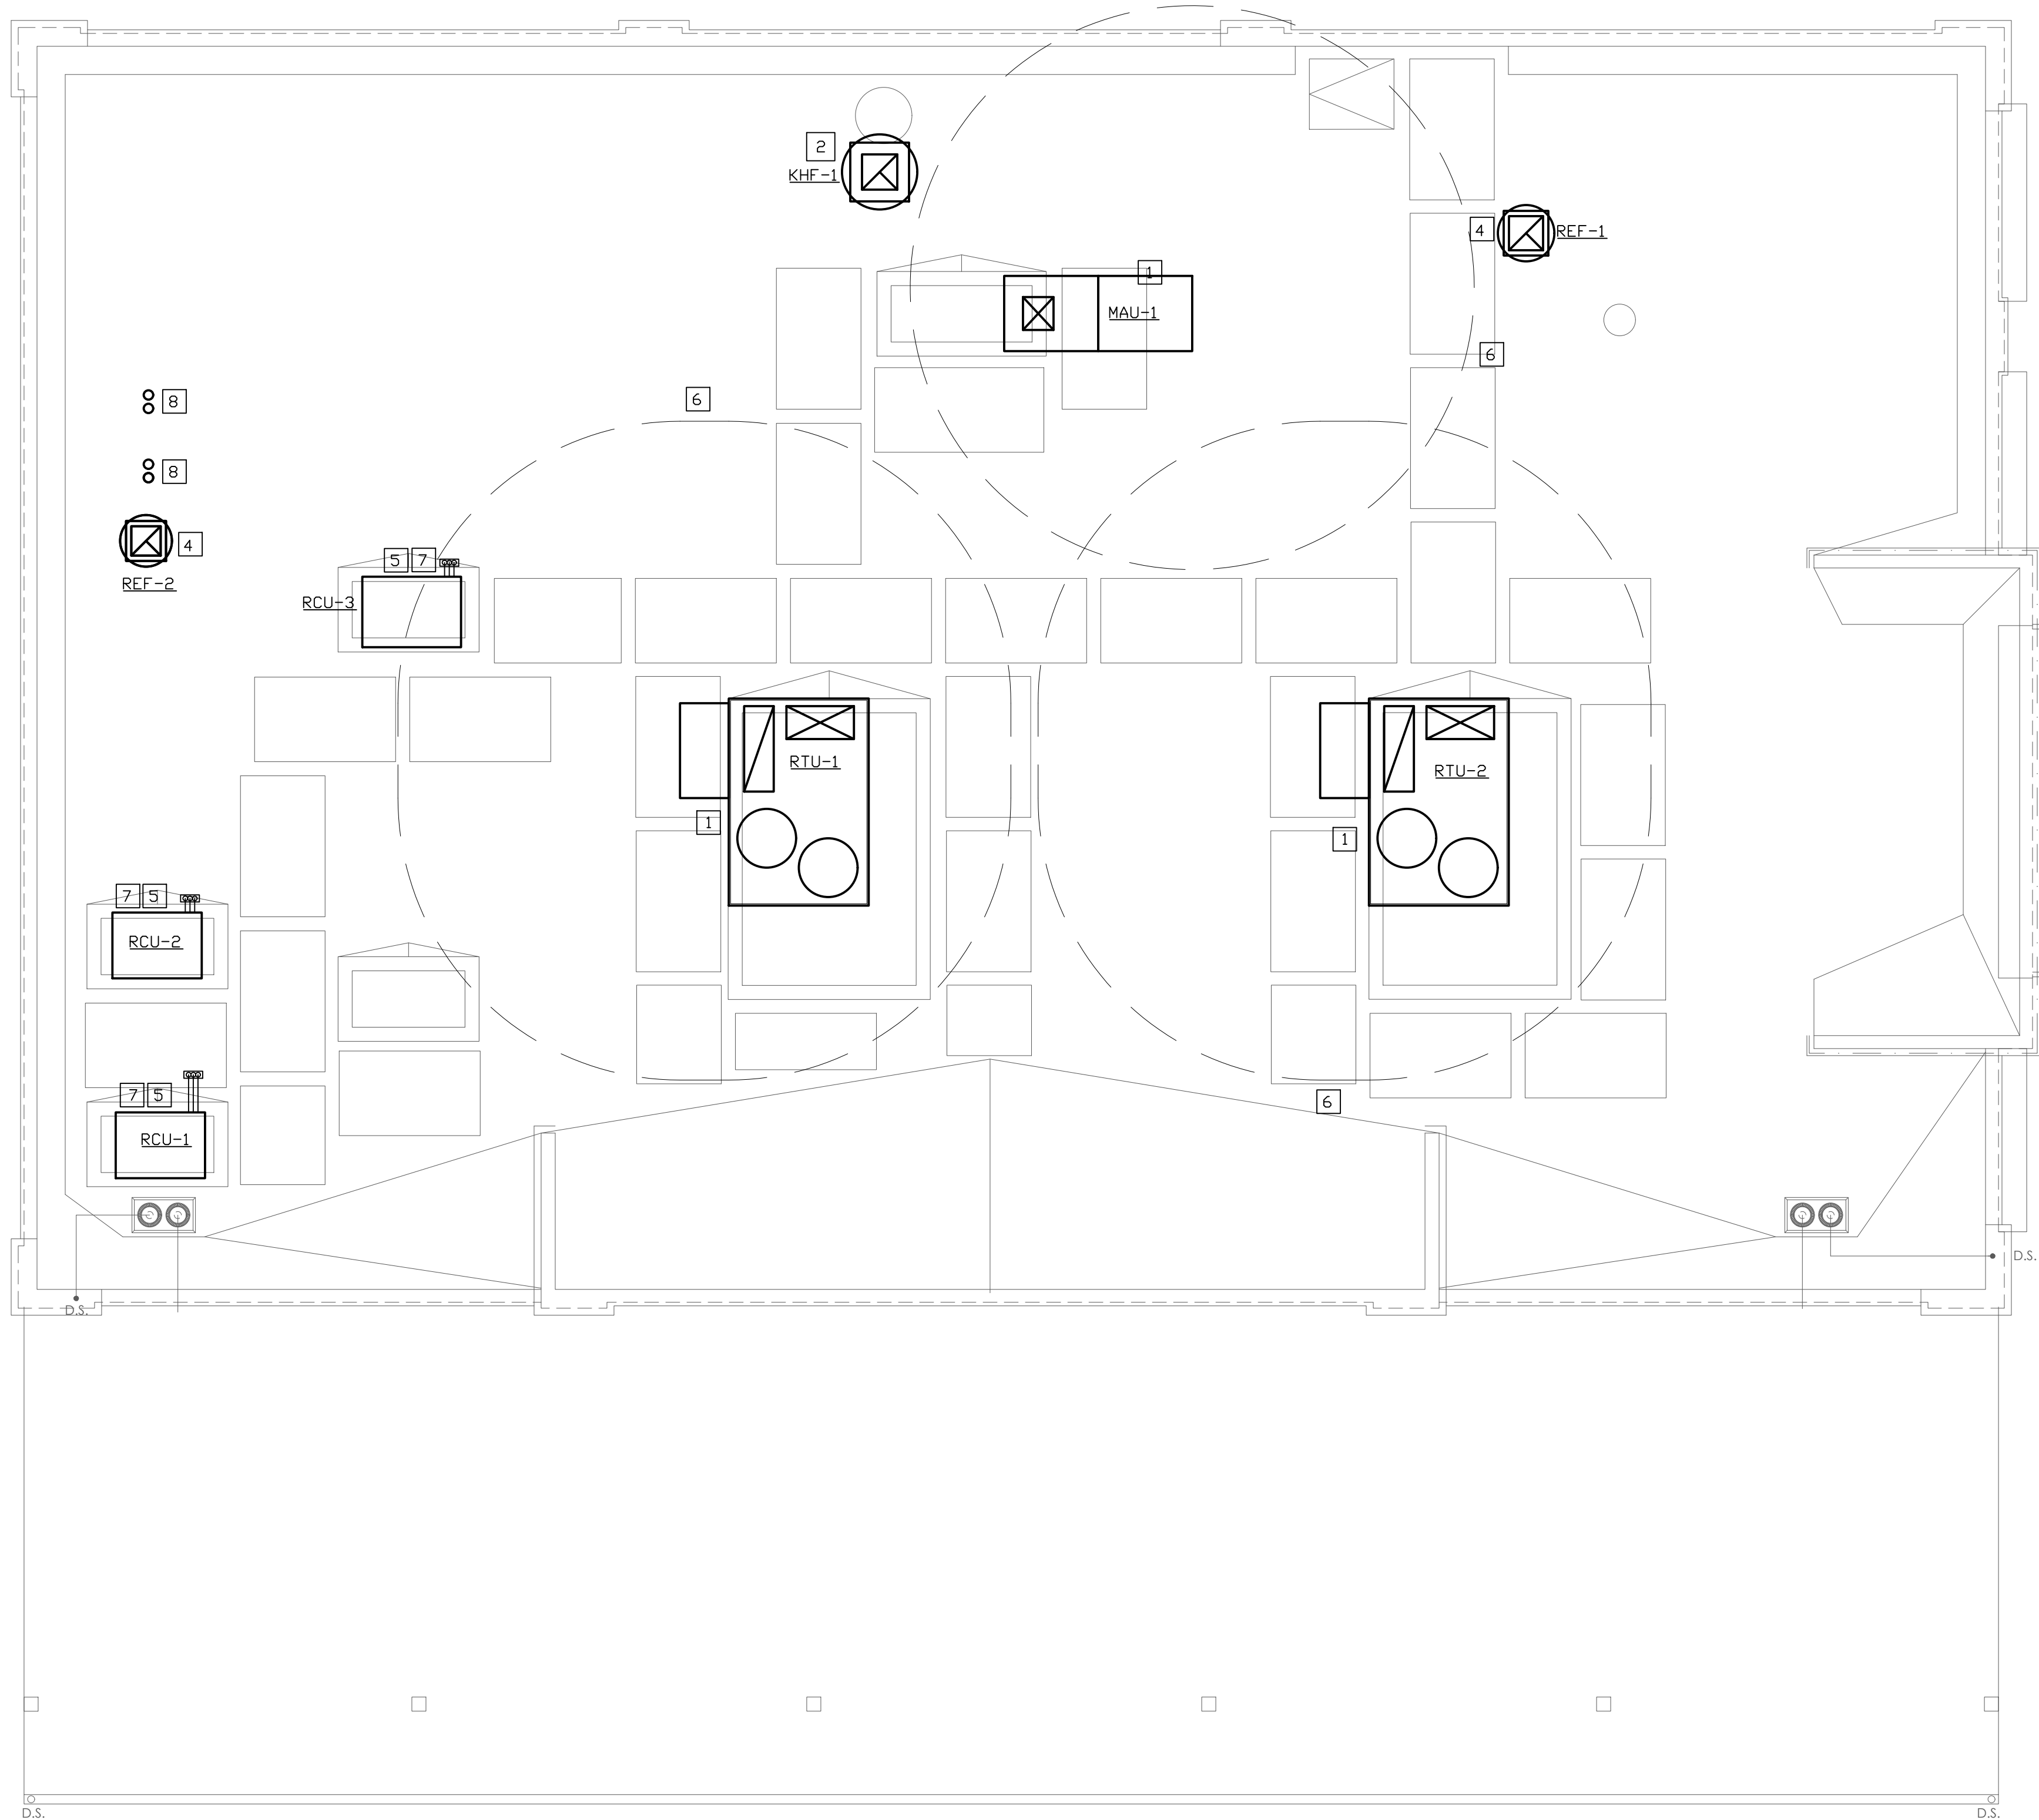 2
KHF-1
4
REF-1
1
MAU-1
6
6
8
8
4
REF-2
5 7
RCU-3
RTU-1
RTU-2
1
1
7 5
RCU-2
7 5
RCU-1
6
D.S.
D.S.
D.S.
D.S.